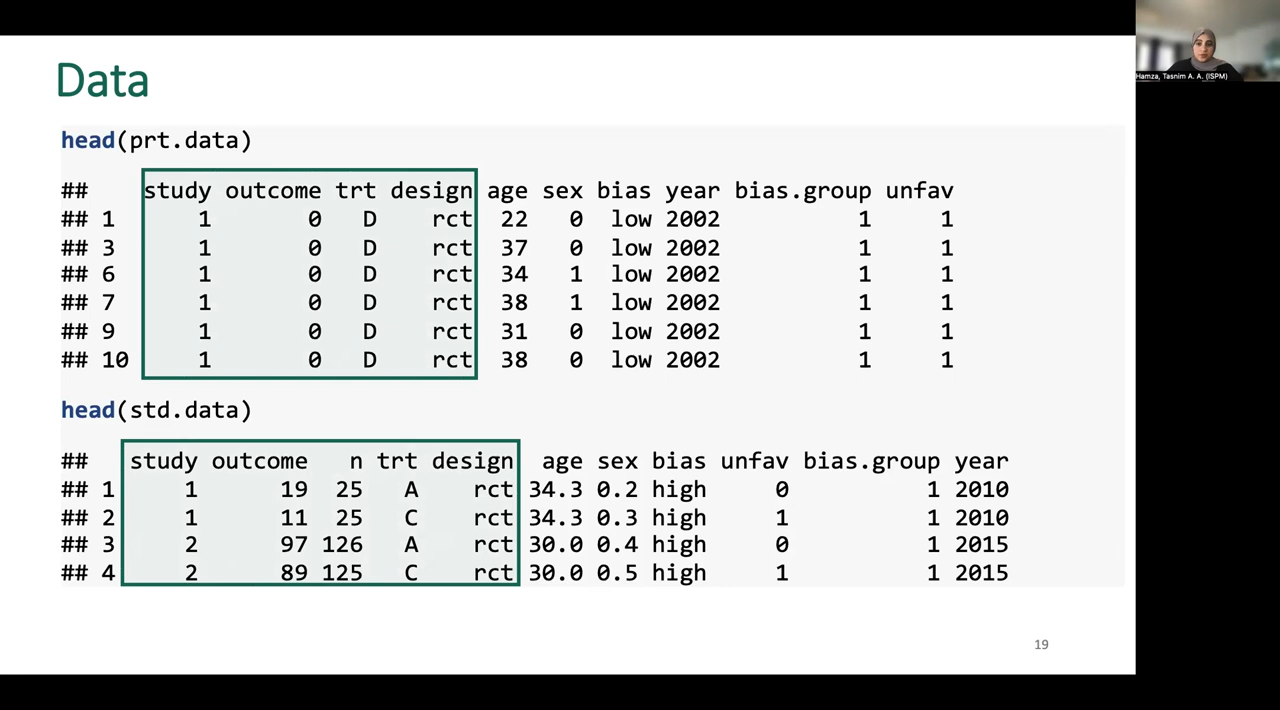 Data
head(prt.data)
## study outcome trt design age sex bias year bias.group unfav
## 1 1 0 D rct 22 0 low 2002 1 1
## 3 1 0 D rct 37 0 low 2002 1 1
## 6 1 0 D rct 34 1 low 2002 1 1
## 7 1 0 D rct 38 1 low 2002 1 1
## 9 1 0 D rct 31 0 low 2002 1 1
## 10 1 0 D rct 38 0 low 2002 1 1
head(std.data)
## study outcome n trt design age sex bias unfav bias.group year
## 1 1 19 25 A rct 34.3 0.2 high 0 1 2010
## 2 1 11 25 C rct 34.3 0.3 high 1 1 2010
## 3 2 97 126 A rct 30.0 0.4 high 0 1 2015
## 4 2 89 125 C rct 30.0 0.5 high 1 1 2015
19
Hamza, Tasnim A. A. (ISPM)